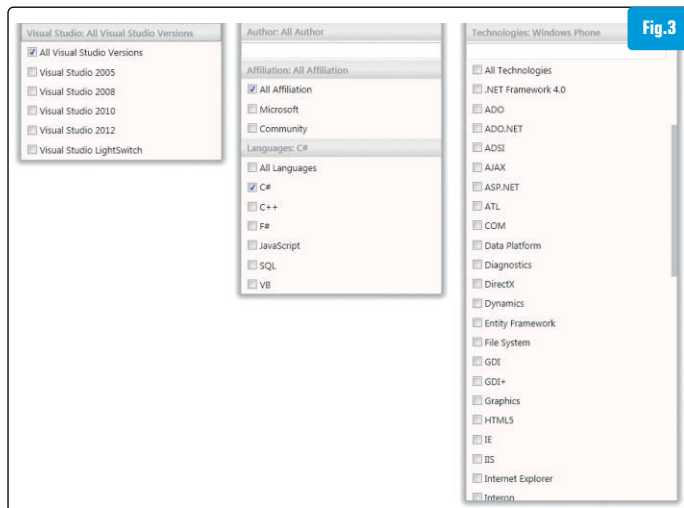 Fig.3
Visual Studio: All Visual Studio Versions
All Visual Studio Versions
Visual Studio 2005
Visual Studio 2008
Visual Studio 2010
Visual Studio 2012
Visual Studio LightSwitch
Author: All Author
Affiliation: All Affiliation
All Affiliation
Microsoft
Community
Languages: C#
All Languages
C#
C++
F#
JavaScript
SQL
VB
Technologies: Windows Phone
All Technologies
.NET Framework 4.0
ADO
ADO.NET
ADSI
AJAX
ASP.NET
ATL
COM
Data Platform
Diagnostics
DirectX
Dynamics
Entity Framework
File System
GDI
GDI+
Graphics
HTML5
IE
IIS
Internet Explorer
Interop